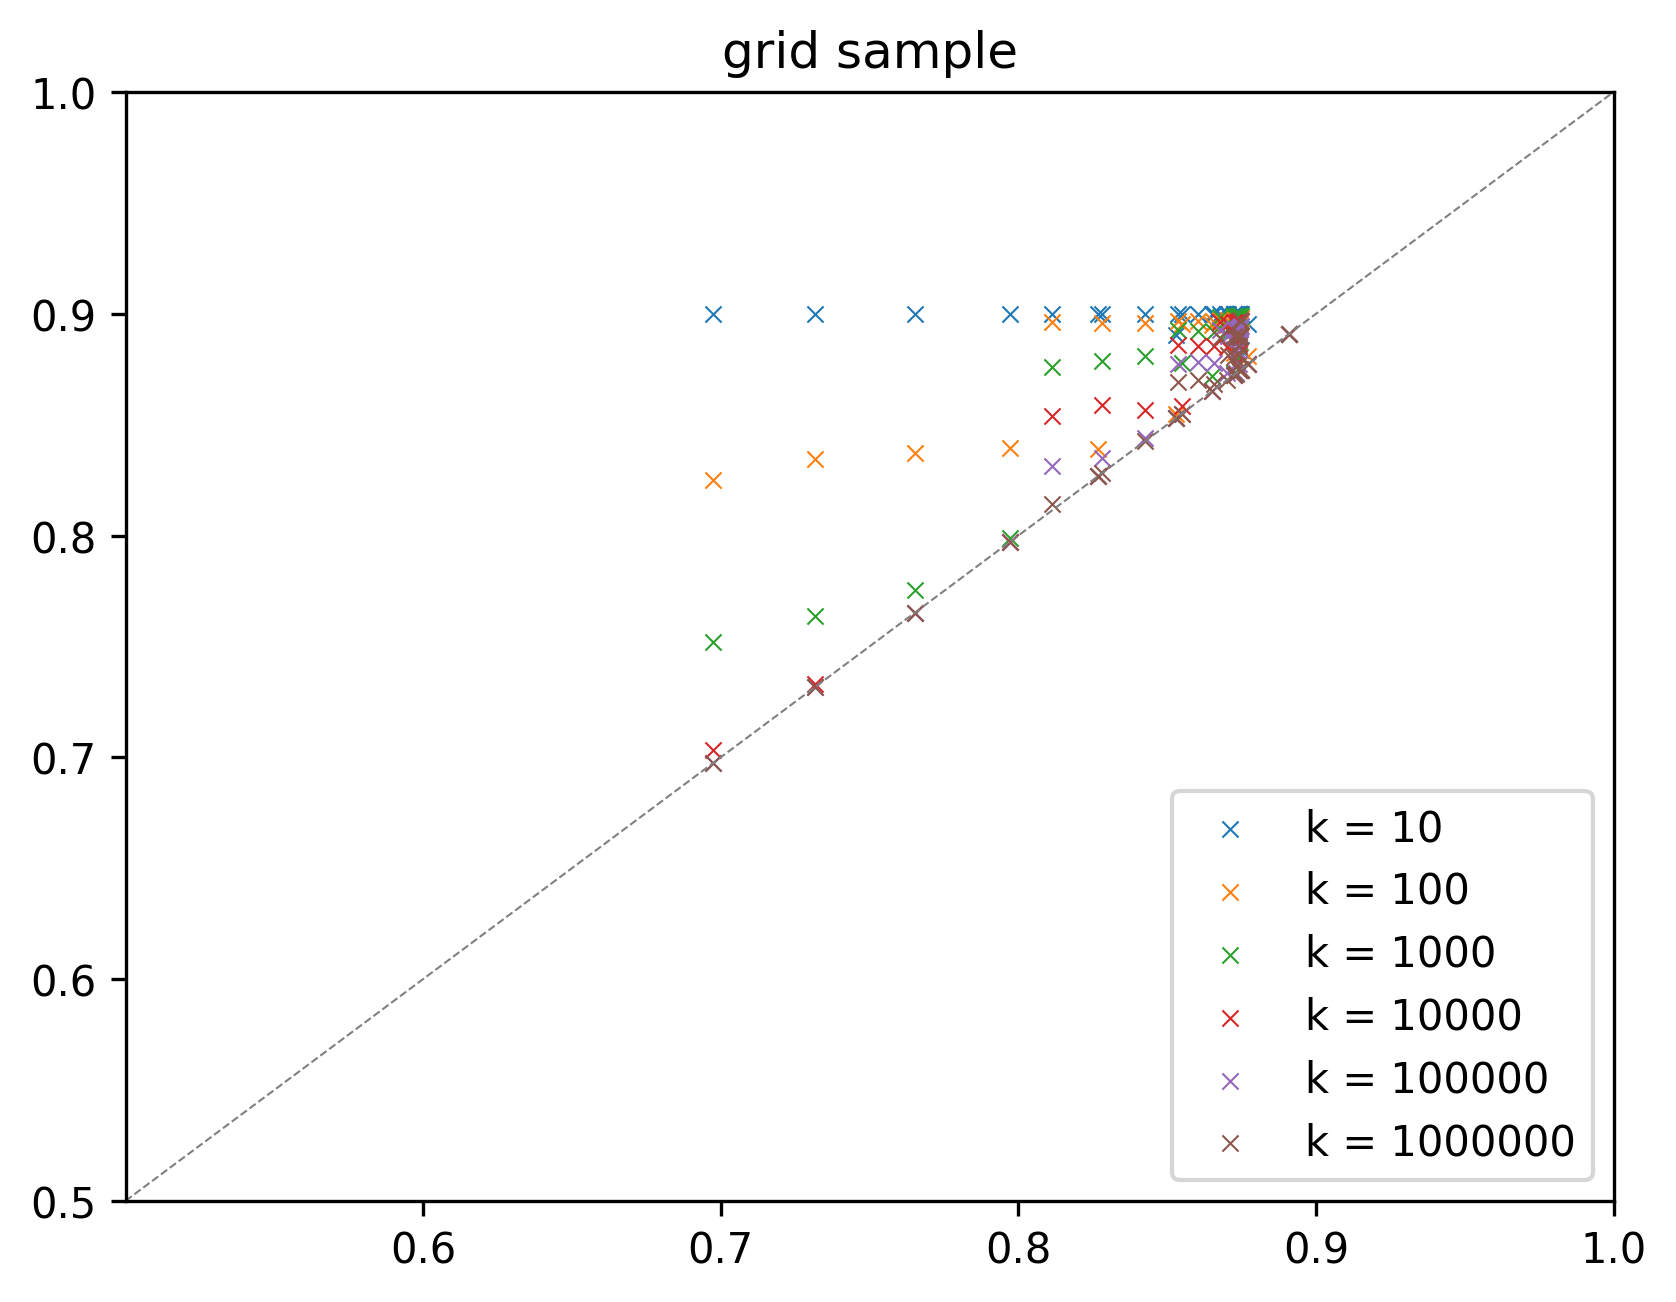 grid sample
1.0
0.9
0.8
0.7
0.6
0.5
0.6 0.7 0.8 0.9 1.0
k = 10
k = 100
k = 1000
k = 10000
k = 100000
k = 1000000